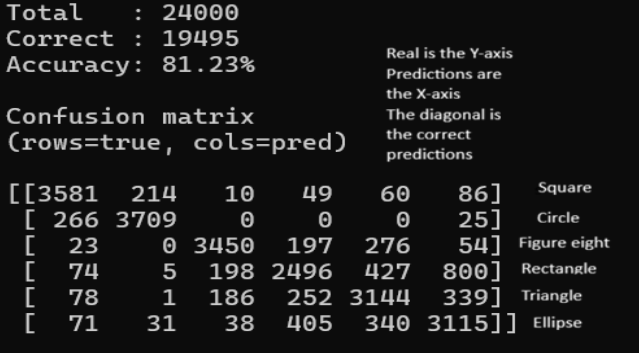 Total   : 24000
Correct : 19495
Accuracy: 81.23%
Real is the Y-axis
Predictions are
the X-axis
The diagonal is
the correct
predictions
Confusion matrix
(rows=true, cols=pred)
[[3581  214   10   49   60   86] Square
[ 266 3709    0    0    0   25] Circle
[  23    0 3450  197  276   54] Figure eight
[  74    5  198 2496  427  800] Rectangle
[  78    1  186  252 3144  339] Triangle
[  71   31   38  405  340 3115]] Ellipse